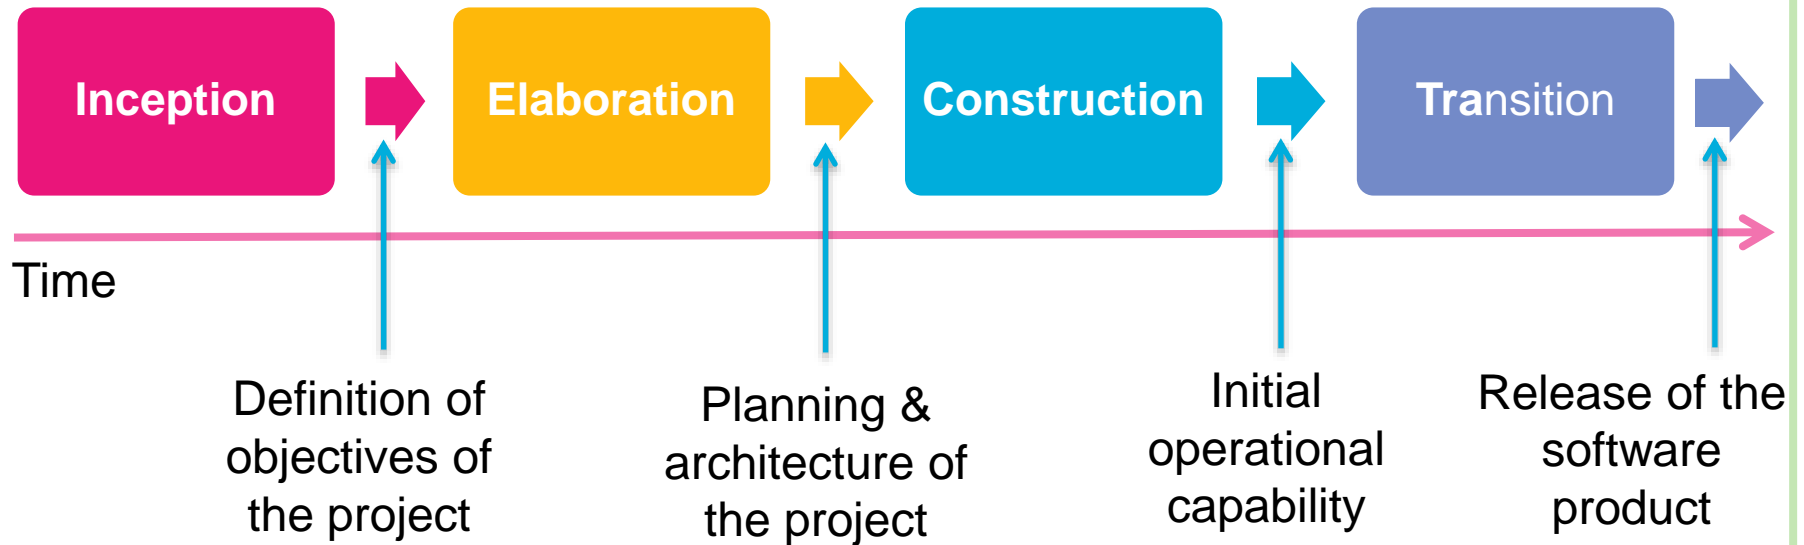 Inception
Elaboration
Construction
Transition
Time
Definition of
objectives of
the project
Planning &
architecture of
the project
Initial
operational
capability
Release of the
software
product